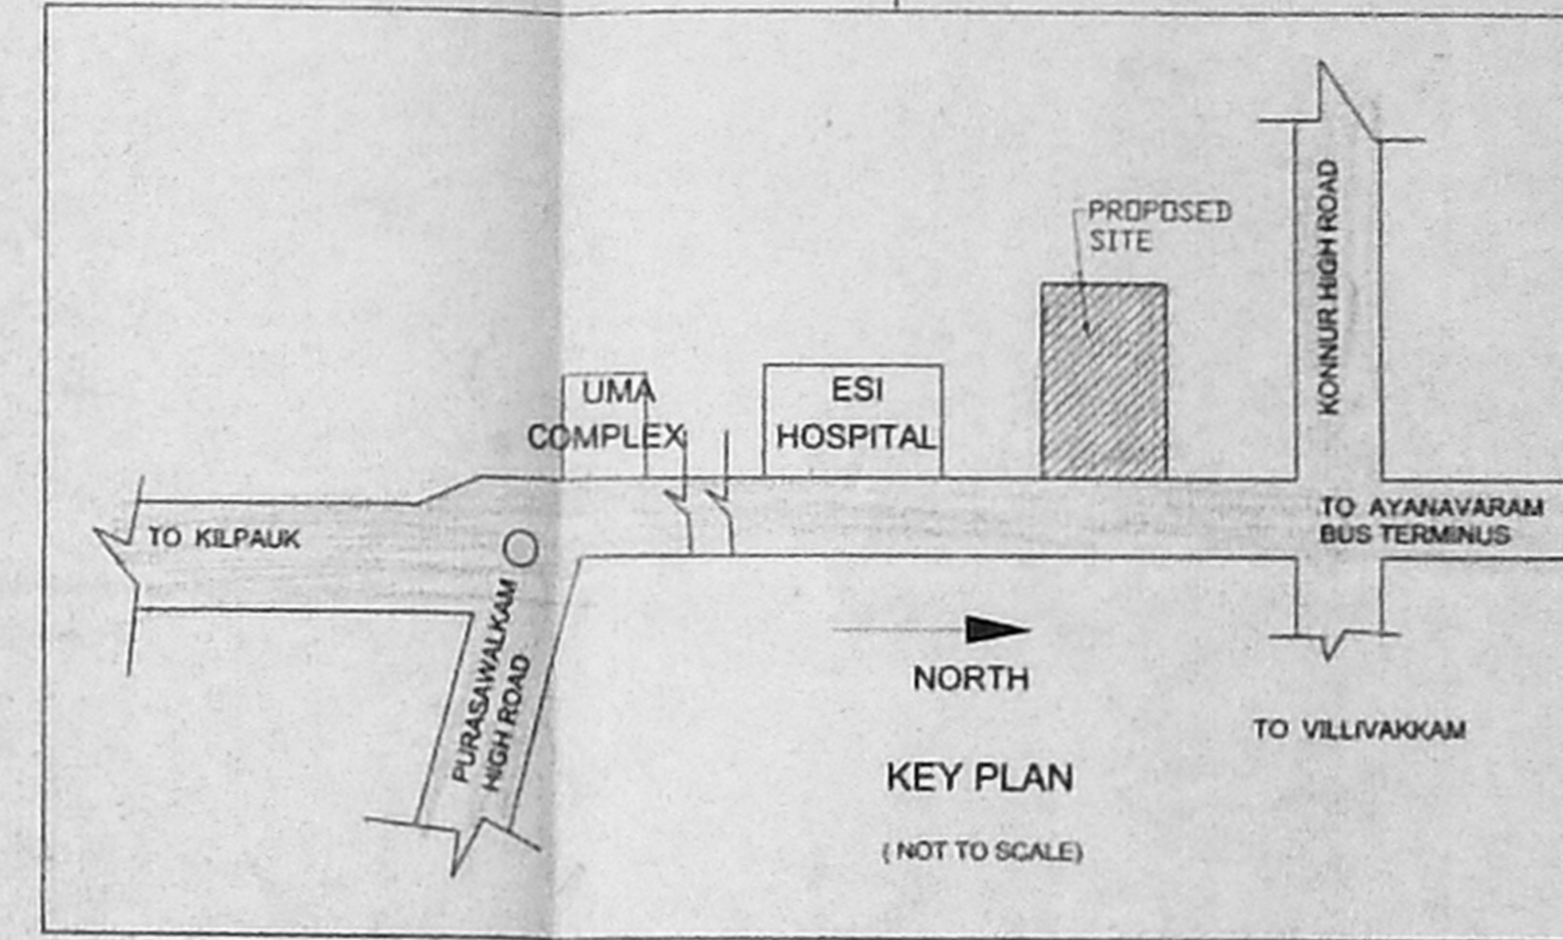 PROPOSED
SITE
KONNUR HIGH ROAD
UMA
COMPLEX
ESI
HOSPITAL
TO KILPAUK
TO AYANAVARAM
BUS TERMINUS
PURASAWALKAM
HIGH ROAD
NORTH
TO VILLIVAKKAM
KEY PLAN
( NOT TO SCALE)